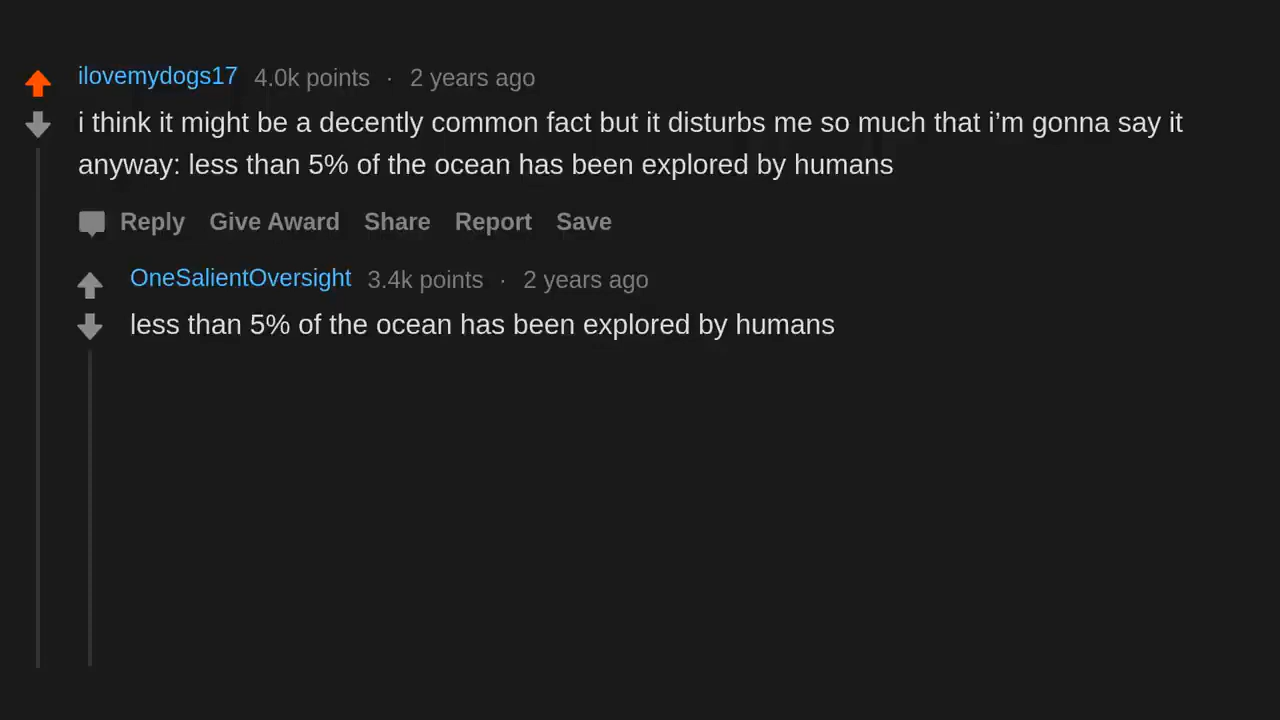 ilovemydogs17 4.0k points · 2 years ago
i think it might be a decently common fact but it disturbs me so much that i’m gonna say it
anyway: less than 5% of the ocean has been explored by humans
Reply Give Award Share Report Save
OneSalientOversight 3.4k points · 2 years ago
less than 5% of the ocean has been explored by humans